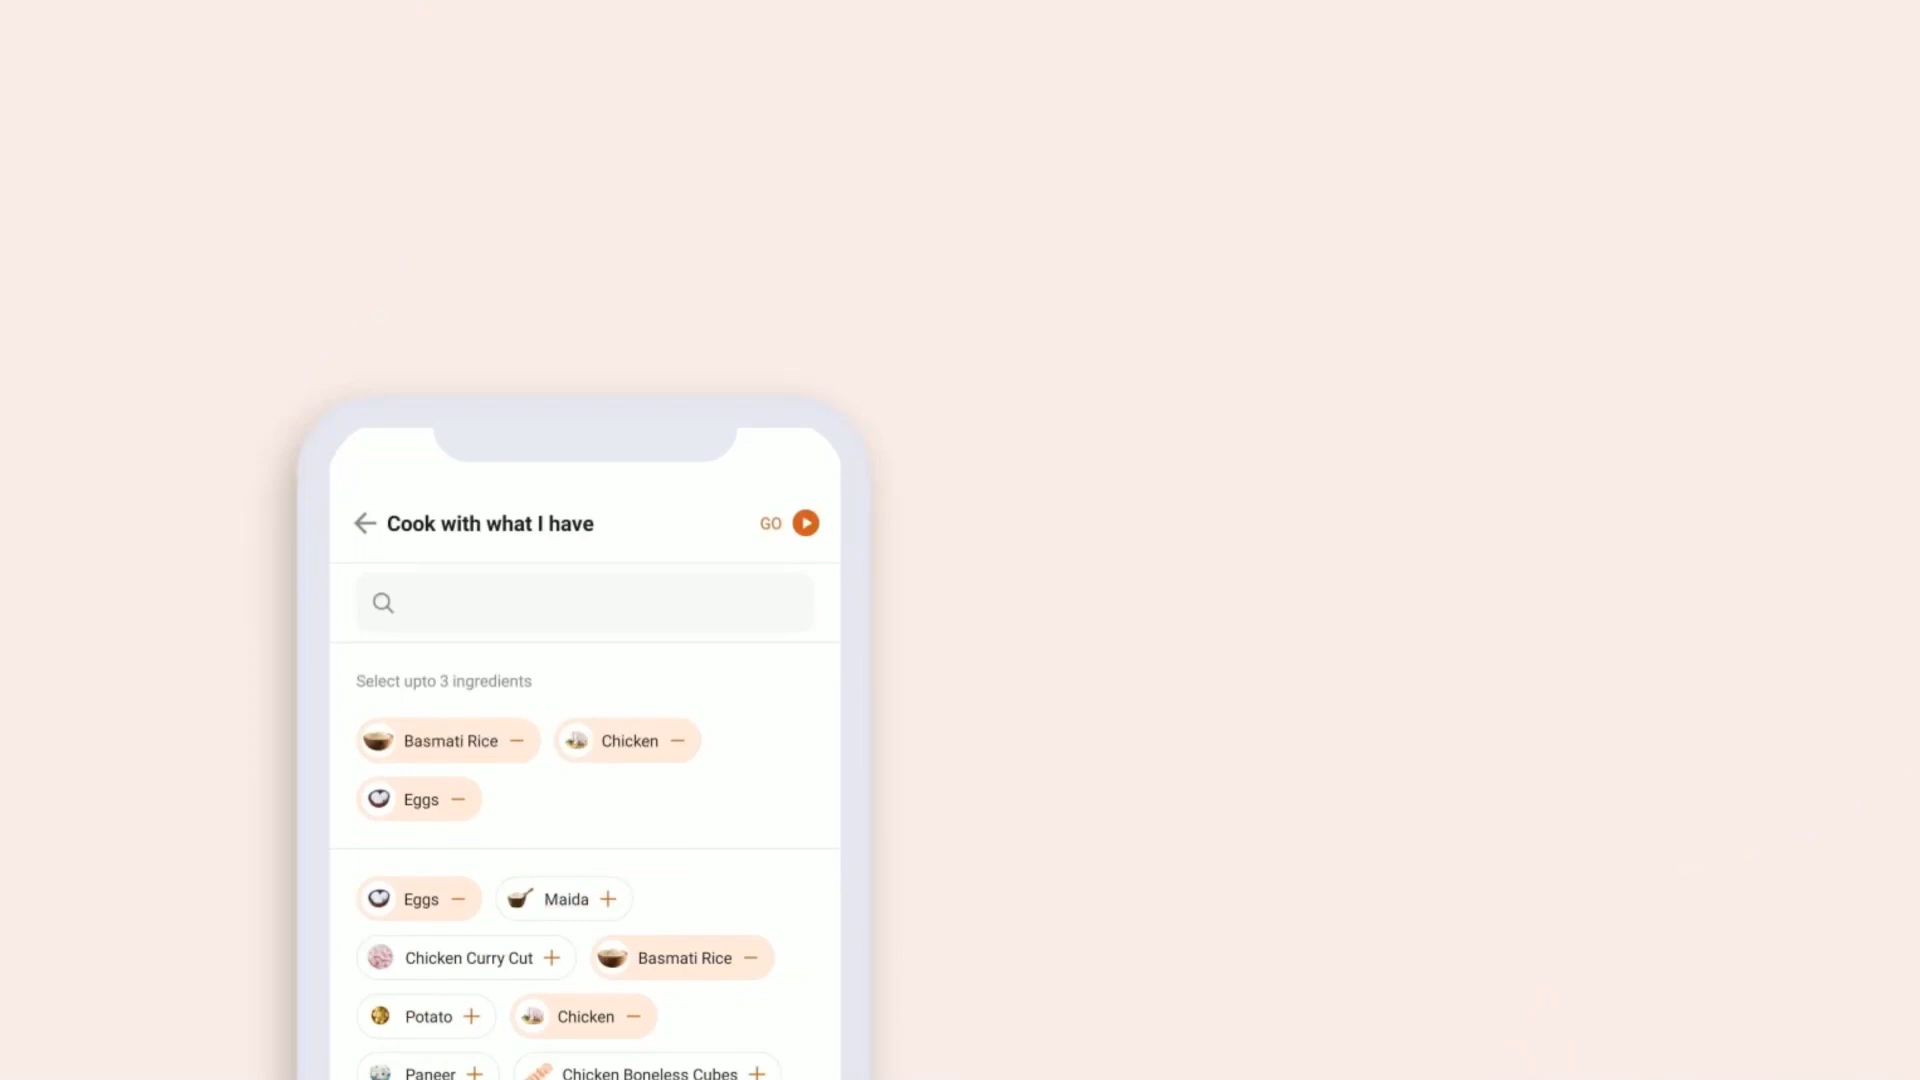 Cook with what I have
GO
Select upto 3 ingredients
Basmati Rice
Chicken
Eggs
Eggs
Maida
Chicken Curry Cut
Basmati Rice
Potato
Chicken
Paneer
Chicken Boneless Cubes